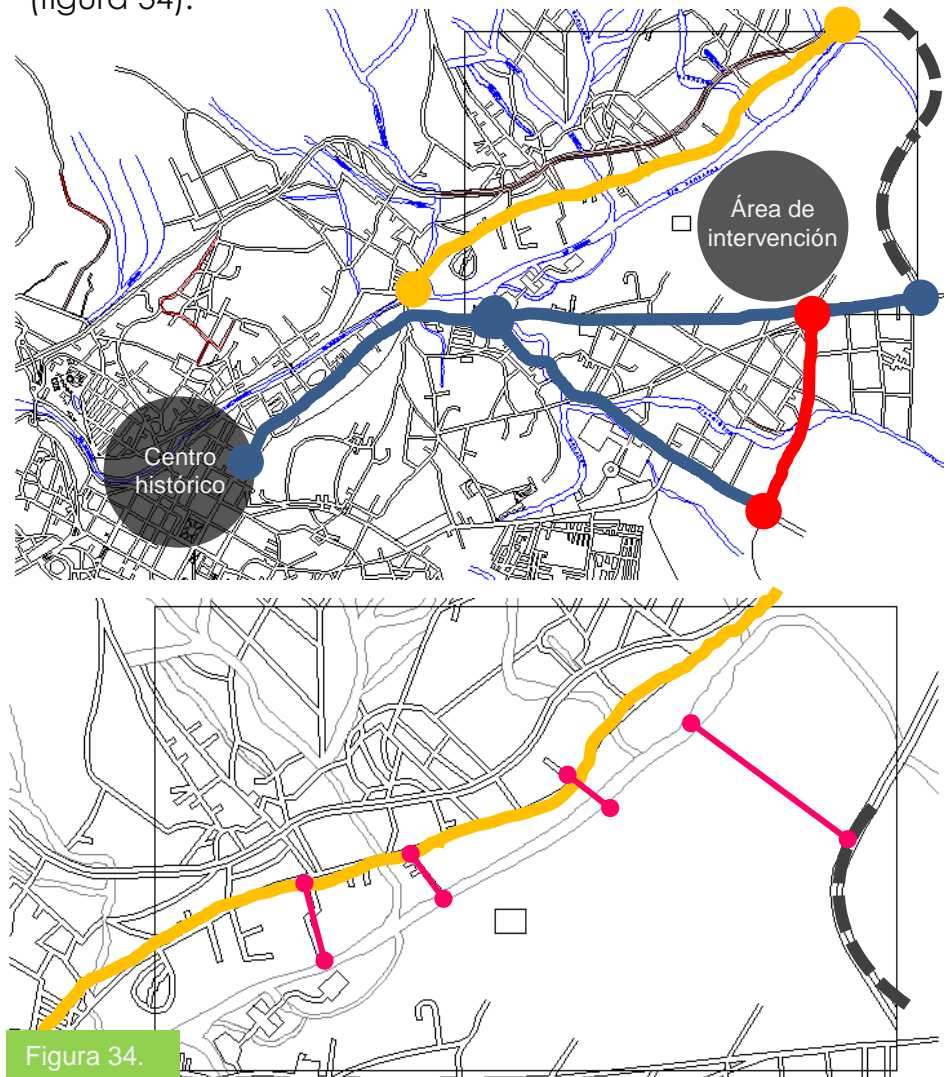 (figura 34).
Área de
intervención
Centro
histórico
Figura 34.